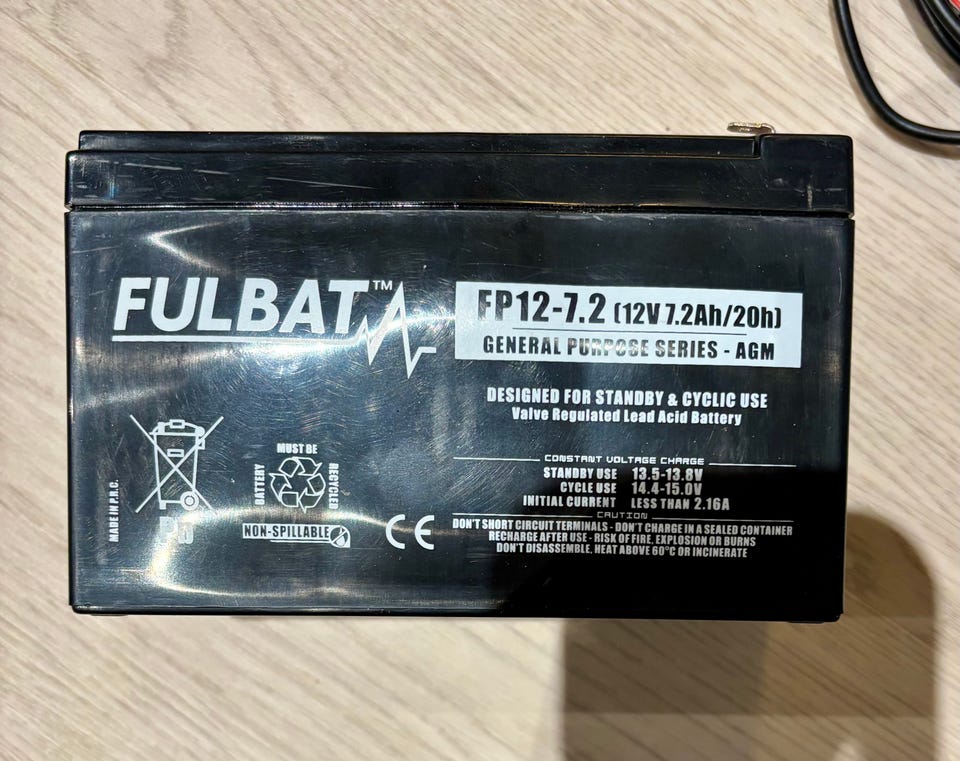 FULBAT™
FP12-7.2 (12V 7.2Ah/20h)
GENERAL PURPOSE SERIES - AGM
DESIGNED FOR STANDBY & CYCLIC USE
Valve Regulated Lead Acid Battery
CONSTANT VOLTAGE CHARGE
STANDBY USE 13.5-13.8V
CYCLE USE 14.4-15.0V
INITIAL CURRENT LESS THAN 2.16A
CAUTION
DON'T SHORT CIRCUIT TERMINALS - DON'T CHARGE IN A SEALED CONTAINER
RECHARGE AFTER USE - RISK OF FIRE, EXPLOSION OR BURNS
DON'T DISASSEMBLE, HEAT ABOVE 60°C OR INCINERATE
MADE IN P.R.C.
Pb
BATTERY
MUST BE
RECYCLED
NON-SPILLABLE
CE